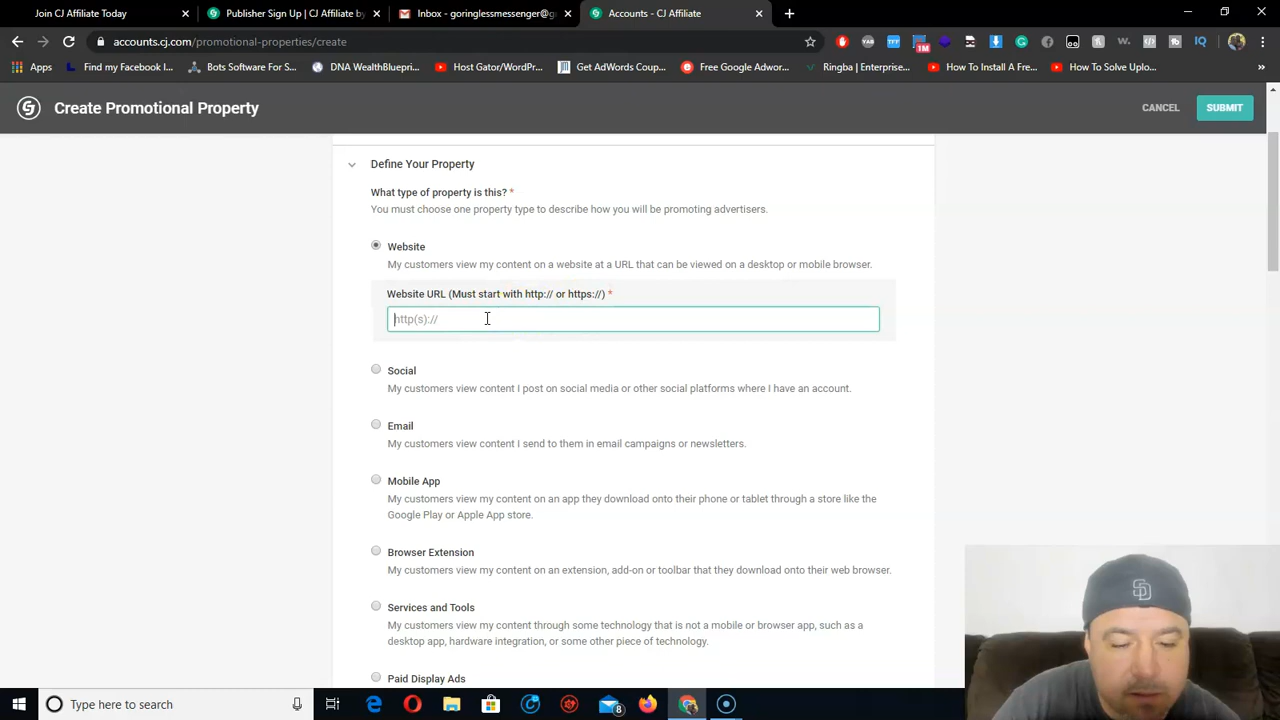 Join CJ Affiliate Today
Publisher Sign Up | CJ Affiliate by
Inbox - goringlessmessenger@g
Accounts - CJ Affiliate
accounts.cj.com/promotional-properties/create
YAB
TFF
1M
w.
IQ
Apps
Find my Facebook I...
Bots Software For S...
DNA WealthBluepri...
Host Gator/WordPr...
Get AdWords Coup...
Free Google Adwor...
Ringba | Enterprise...
How To Install A Fre...
How To Solve Uplo...
Create Promotional Property
CANCEL
SUBMIT
Define Your Property
What type of property is this? *
You must choose one property type to describe how you will be promoting advertisers.
Website
My customers view my content on a website at a URL that can be viewed on a desktop or mobile browser.
Website URL (Must start with http:// or https://) *
http(s)://
Social
My customers view content I post on social media or other social platforms where I have an account.
Email
My customers view content I send to them in email campaigns or newsletters.
Mobile App
My customers view my content on an app they download onto their phone or tablet through a store like the
Google Play or Apple App store.
Browser Extension
My customers view my content on an extension, add-on or toolbar that they download onto their web browser.
Services and Tools
My customers view my content through some technology that is not a mobile or browser app, such as a
desktop app, hardware integration, or some other piece of technology.
Paid Display Ads
SD
Type here to search
8